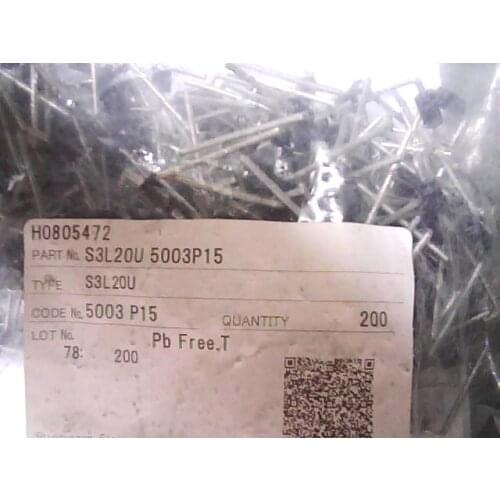 H0805472
PART No. S3L20U 5003P15
TYPE S3L20U
CODE No. 5003 P15 QUANTITY 200
LOT No. Pb Free.T
78: 200